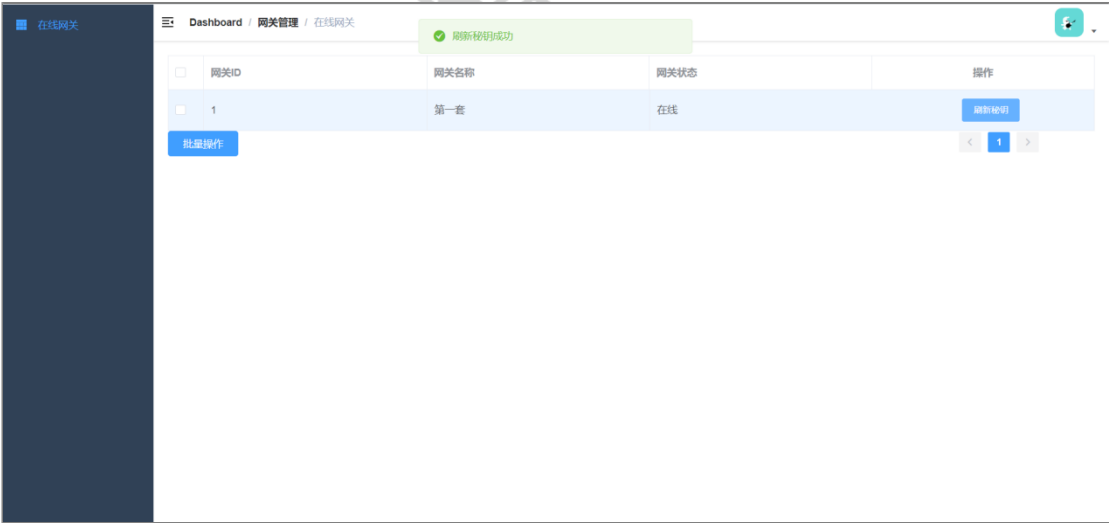 在线网关
Dashboard / 网关管理 / 在线网关
刷新秘钥成功
网关ID 网关名称 网关状态 操作
1 第一套 在线 刷新秘钥
批量操作 < 1 >